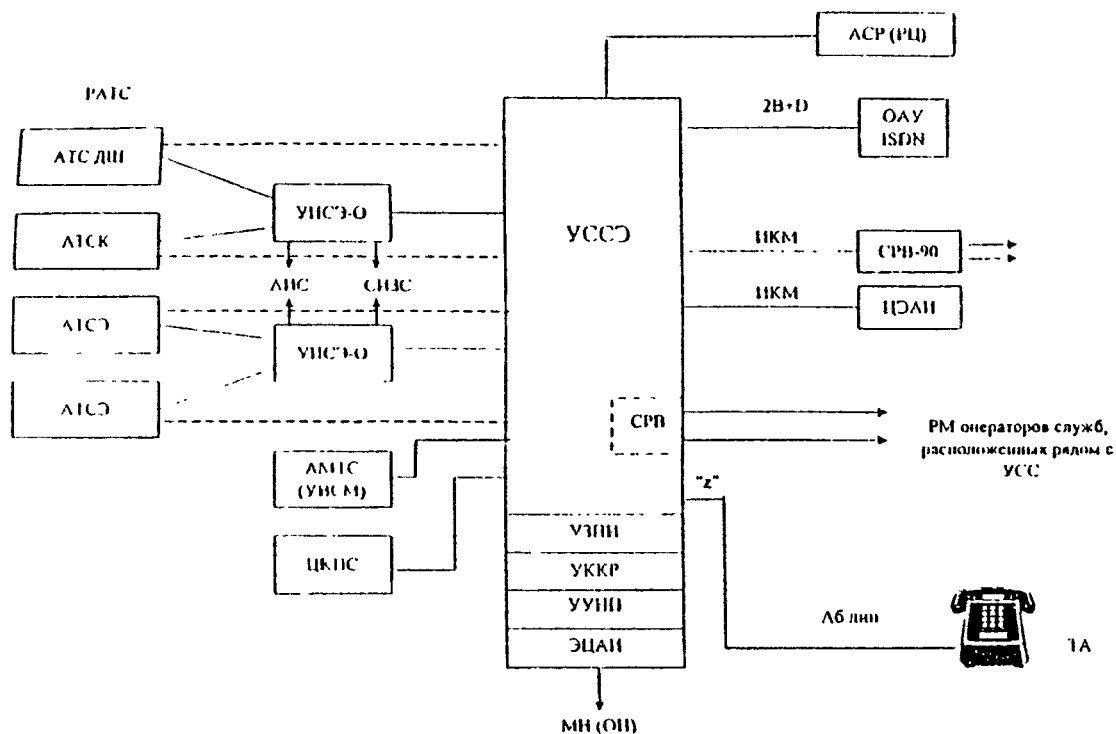 АСР (РЦ)
РАТС
2B+D
ОАУ
ISDN
АТС ДШ
УИСЭ-О
УССЭ
АТСК
ИКМ
СРВ-90
АИС
СИЗС
ИКМ
ЦЭАИ
АТСЭ
УИСЭ-О
АТСЭ
СРВ
РМ операторов служб,
расположенных рядом с
УСС
АМТС
(УВСМ)
"z"
УЗПИ
ЦКПС
УККР
УУНП
Аб лин
ЭЦАИ
ТА
МН (ОП)